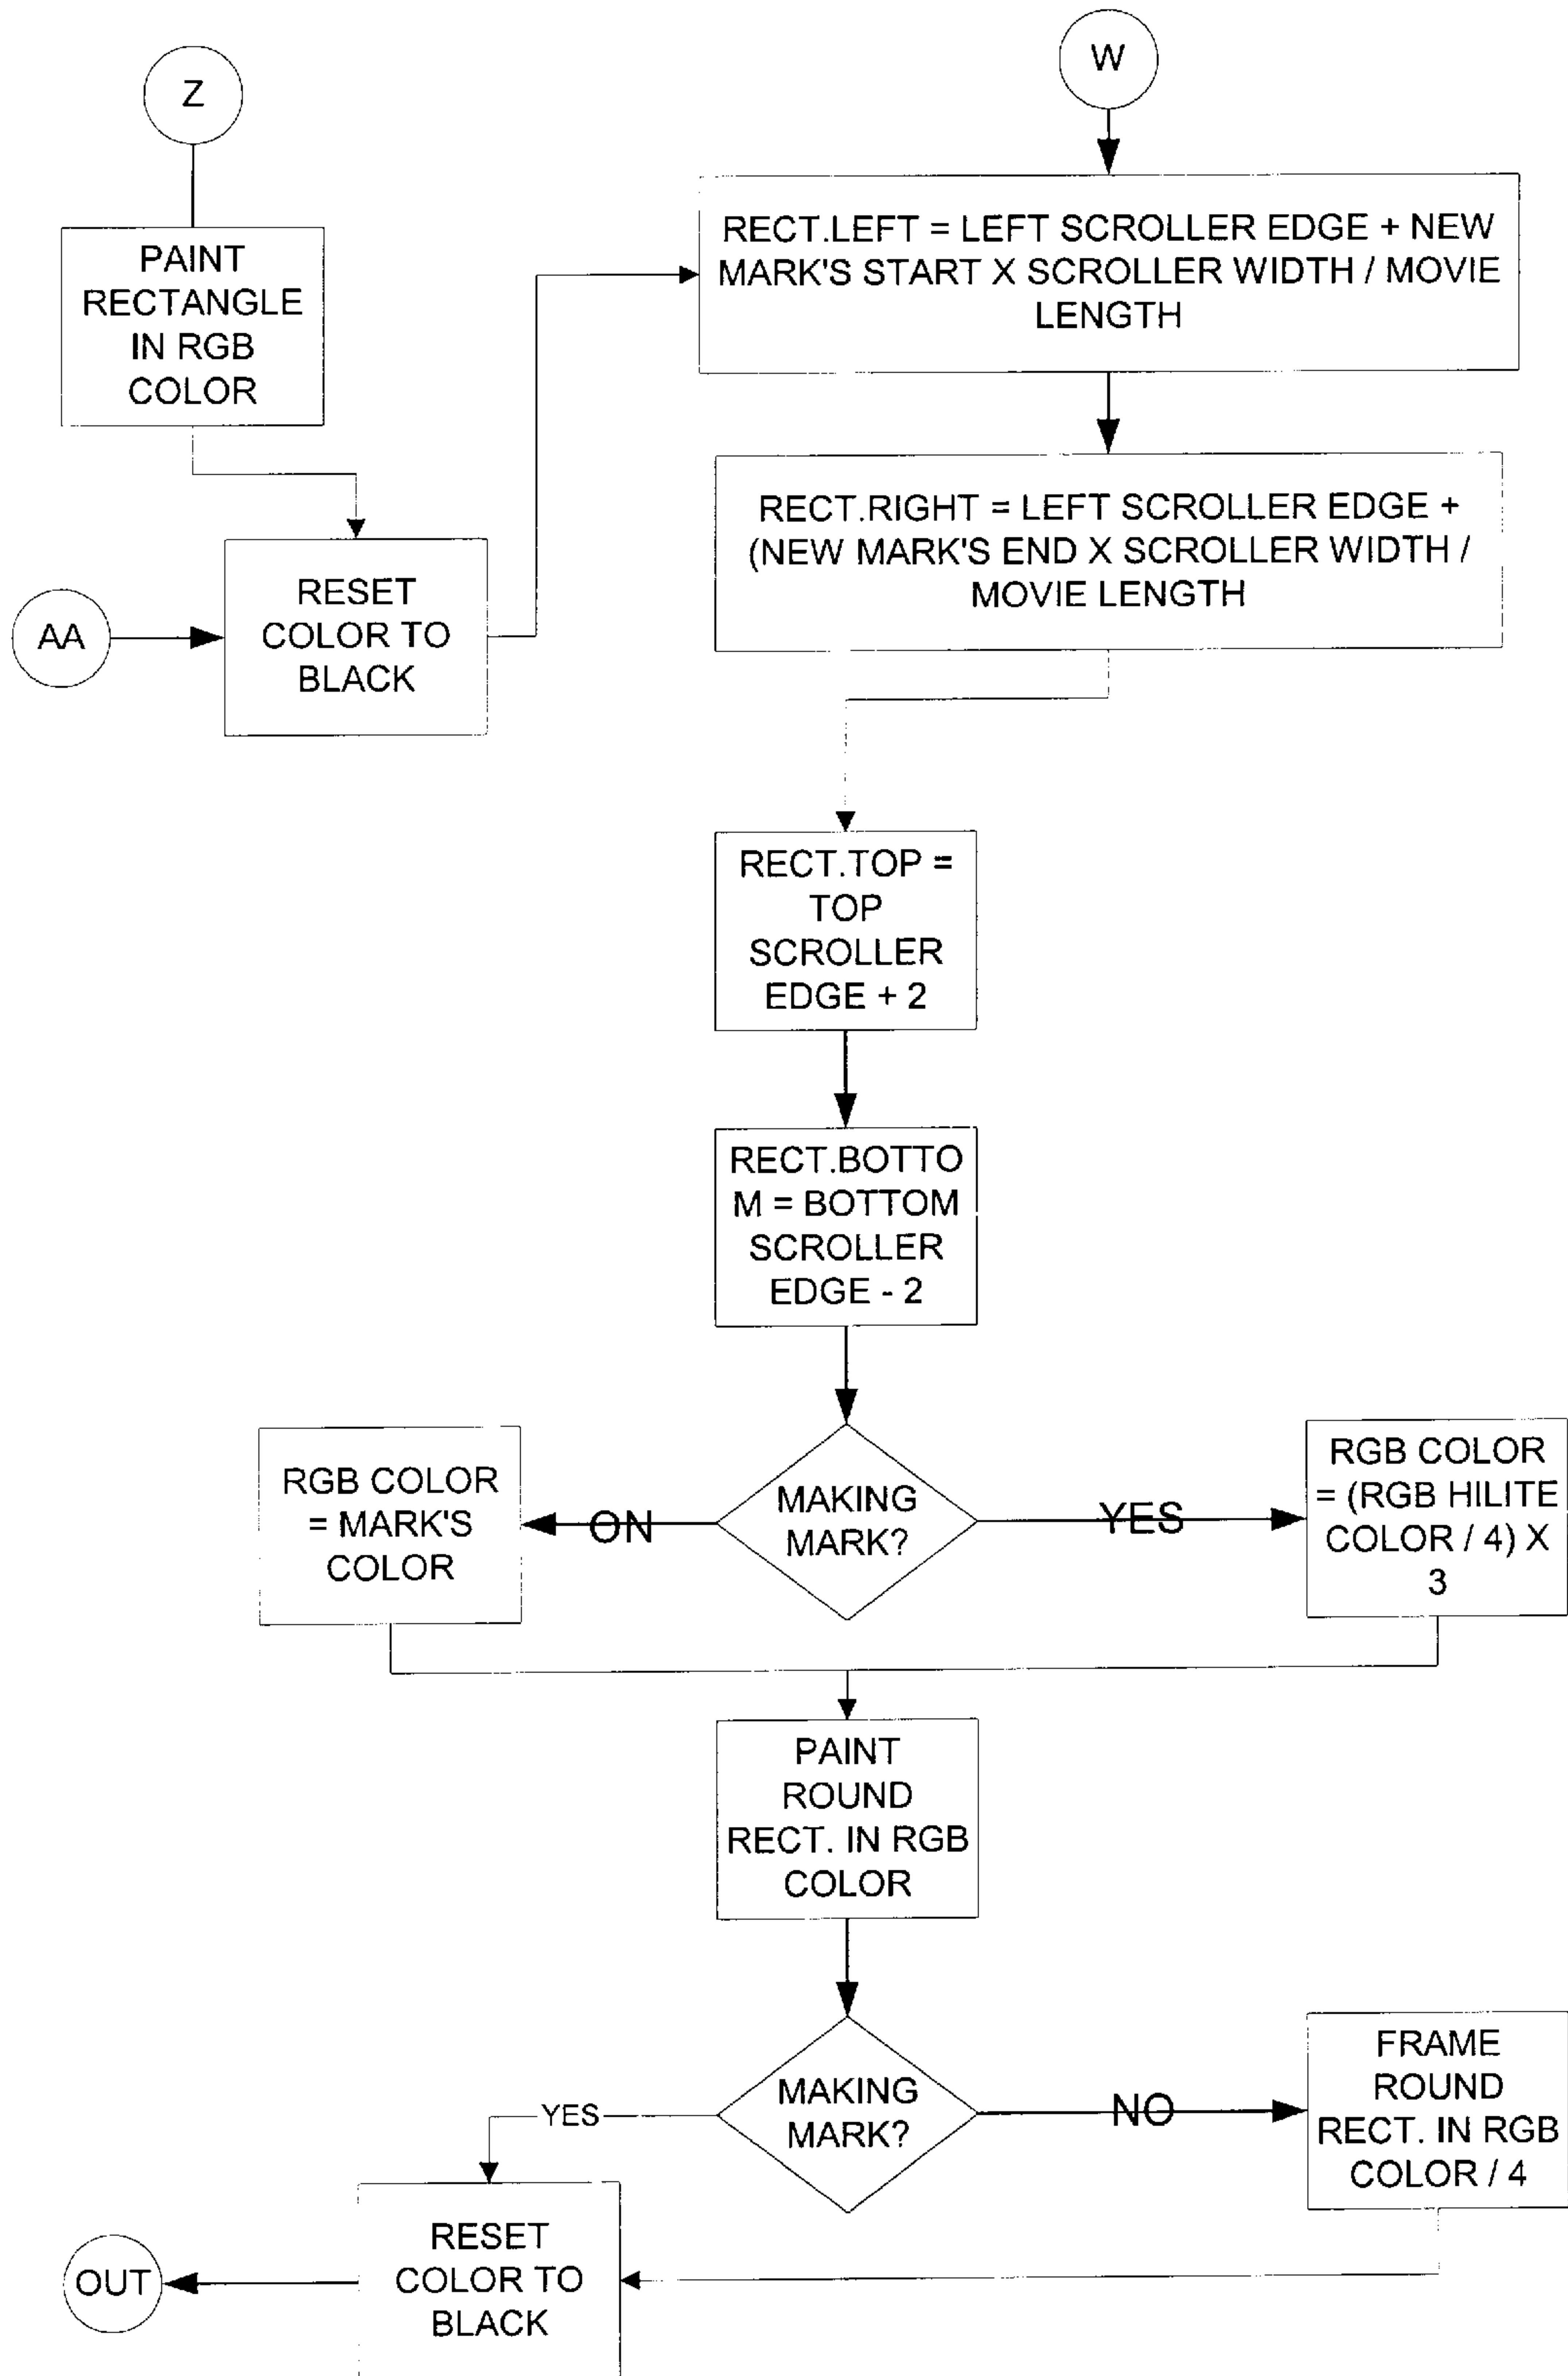 Z
W
PAINT
RECTANGLE
IN RGB
COLOR
RECT.LEFT = LEFT SCROLLER EDGE + NEW
MARK'S START X SCROLLER WIDTH / MOVIE
LENGTH
RECT.RIGHT = LEFT SCROLLER EDGE +
(NEW MARK'S END X SCROLLER WIDTH /
MOVIE LENGTH
AA
RESET
COLOR TO
BLACK
RECT.TOP =
TOP
SCROLLER
EDGE + 2
RECT.BOTTO
M = BOTTOM
SCROLLER
EDGE - 2
RGB COLOR
= MARK'S
COLOR
ON
MAKING
MARK?
YES
RGB COLOR
= (RGB HILITE
COLOR / 4) X
3
PAINT
ROUND
RECT. IN RGB
COLOR
YES
MAKING
MARK?
NO
FRAME
ROUND
RECT. IN RGB
COLOR / 4
OUT
RESET
COLOR TO
BLACK